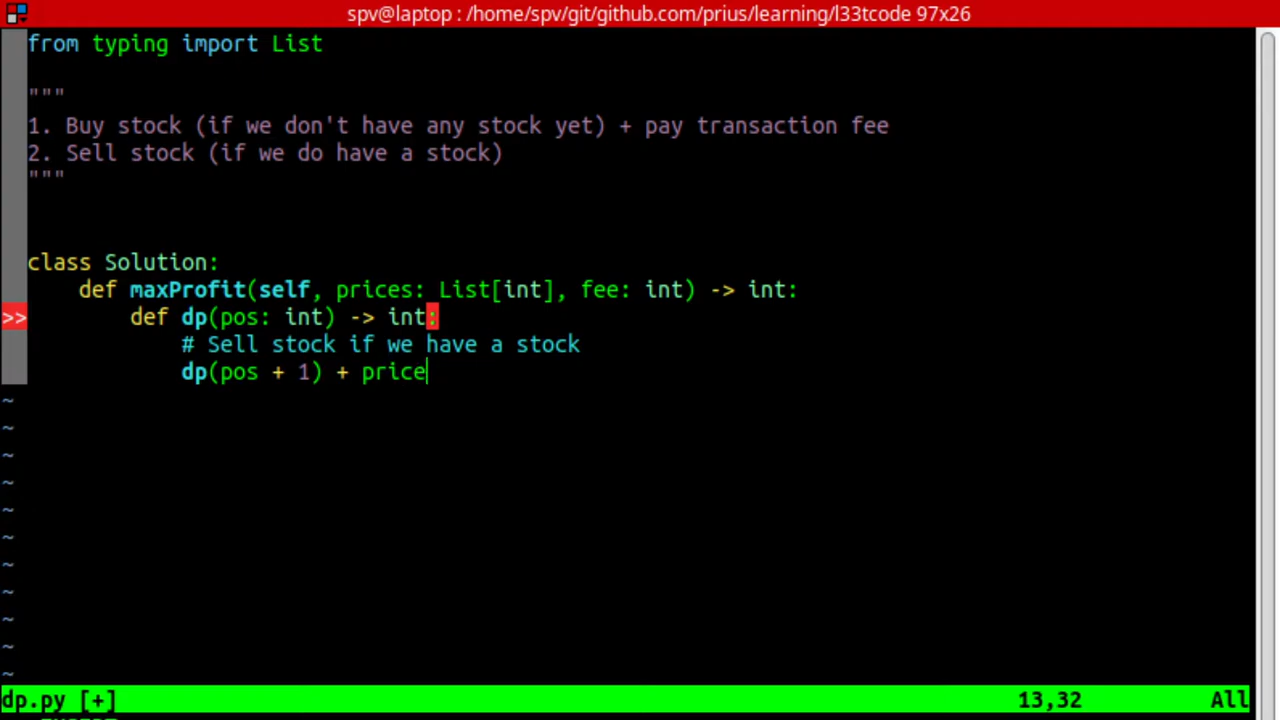 spv@laptop : /home/spv/git/github.com/prius/learning/l33tcode 97x26
from typing import List
"""
1. Buy stock (if we don't have any stock yet) + pay transaction fee
2. Sell stock (if we do have a stock)
"""
class Solution:
def maxProfit(self, prices: List[int], fee: int) -> int:
>> def dp(pos: int) -> int:
# Sell stock if we have a stock
dp(pos + 1) + price
~
~
~
~
~
~
~
~
~
~
~
dp.py [+] 13,32 All